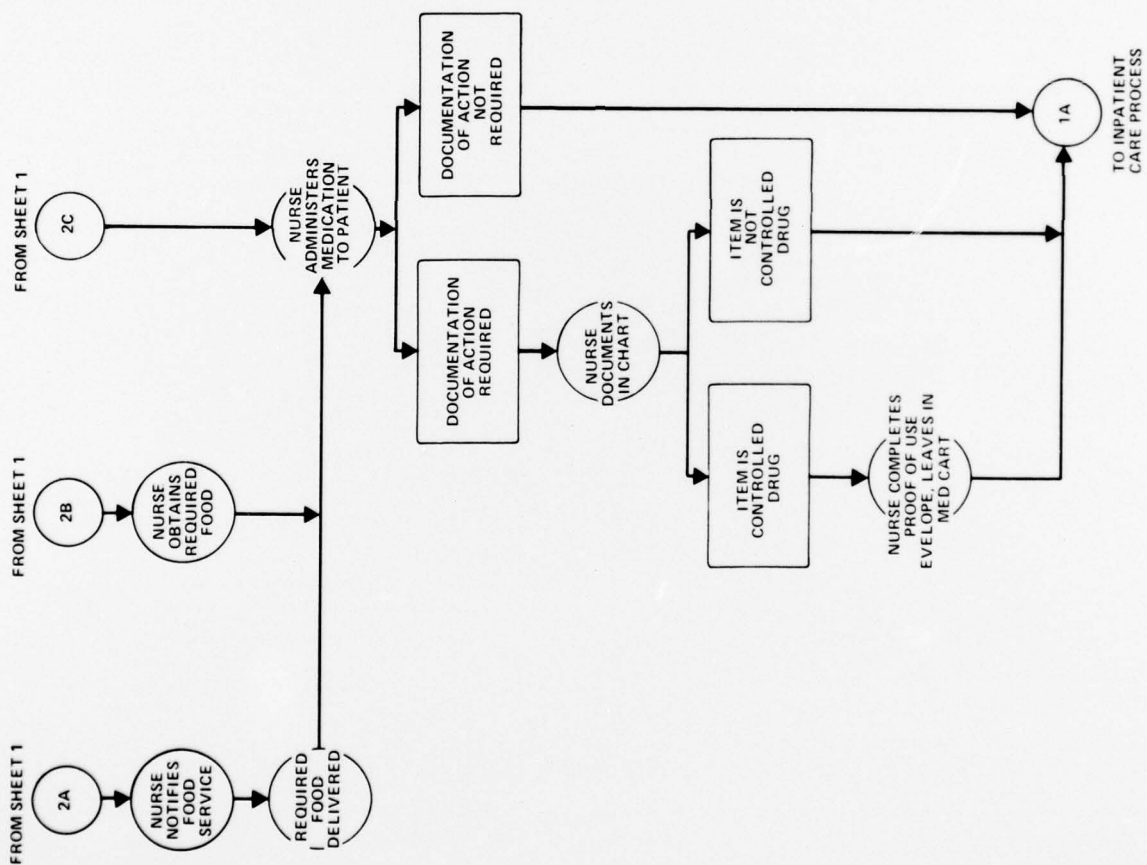 FROM SHEET 1
2A
NURSE
NOTIFIES
FOOD
SERVICE
REQUIRED
FOOD
DELIVERED
FROM SHEET 1
2B
NURSE
OBTAINS
REQUIRED
FOOD
FROM SHEET 1
2C
NURSE
ADMINISTERS
MEDICATION
TO PATIENT
DOCUMENTATION
OF ACTION
REQUIRED
DOCUMENTATION
OF ACTION
NOT
REQUIRED
NURSE
DOCUMENTS
IN CHART
ITEM IS
CONTROLLED
DRUG
ITEM IS
NOT
CONTROLLED
DRUG
NURSE COMPLETES
PROOF OF USE
EVELOPE, LEAVES IN
MED CART
1A
TO INPATIENT
CARE PROCESS